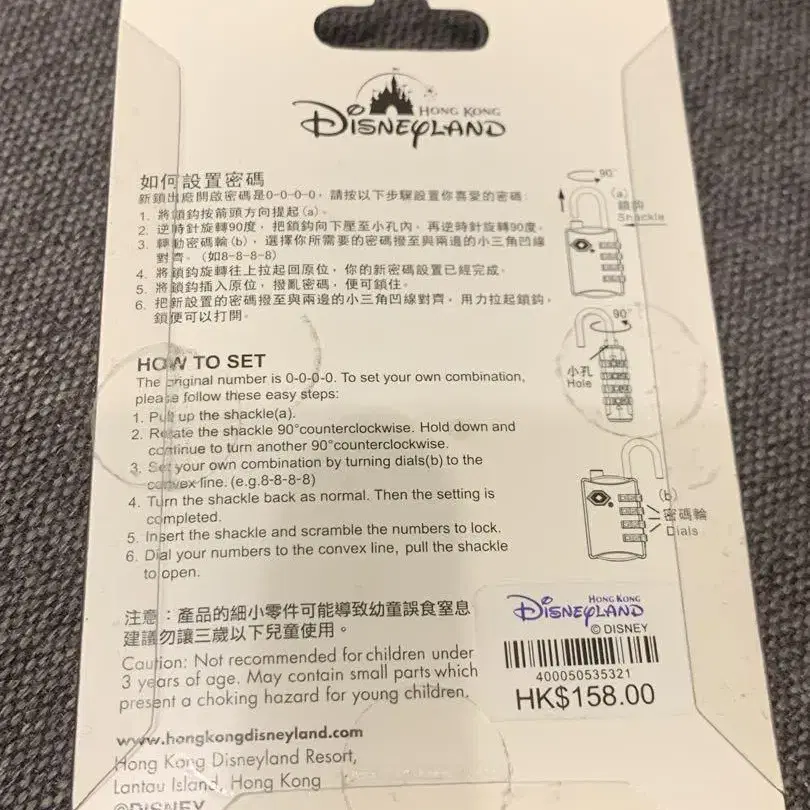 HONG KONG
DISNEYLAND
如何設置密碼
新鎖出廠開啟密碼是0-0-0-0，請按以下步驟設置你喜愛的密碼：
1. 將鎖鈎按箭頭方向提起(a)。
2. 逆時針旋轉90度，把鎖鈎向下壓至小孔內。再逆時針旋轉90度。
3. 轉動密碼輪(b)，選擇你所需要的密碼撥至與兩邊的小三角凹線
對齊。(如8-8-8-8)
4. 將鎖鈎旋轉往上拉起回原位，你的新密碼設置已經完成。
5. 將鎖鈎插入原位，撥亂密碼，便可鎖住。
6. 把新設置的密碼撥至與兩邊的小三角凹線對齊，用力拉起鎖鈎，
鎖便可以打開。
90°
(a)
鎖鈎
Shackle
90°
小孔
Hole
(b)
密碼輪
Dials
HOW TO SET
The original number is 0-0-0-0. To set your own combination,
please follow these easy steps:
1. Pull up the shackle(a).
2. Rotate the shackle 90°counterclockwise. Hold down and
continue to turn another 90°counterclockwise.
3. Set your own combination by turning dials(b) to the
convex line. (e.g.8-8-8-8)
4. Turn the shackle back as normal. Then the setting is
completed.
5. Insert the shackle and scramble the numbers to lock.
6. Dial your numbers to the convex line, pull the shackle
to open.
注意：產品的細小零件可能導致幼童誤食窒息
建議勿讓三歲以下兒童使用。
Caution: Not recommended for children under
3 years of age. May contain small parts which
present a choking hazard for young children.
HONG KONG
DISNEYLAND
© DISNEY
400050535321
HK$158.00
www.hongkongdisneyland.com
Hong Kong Disneyland Resort,
Lantau Island, Hong Kong
©DISNEY